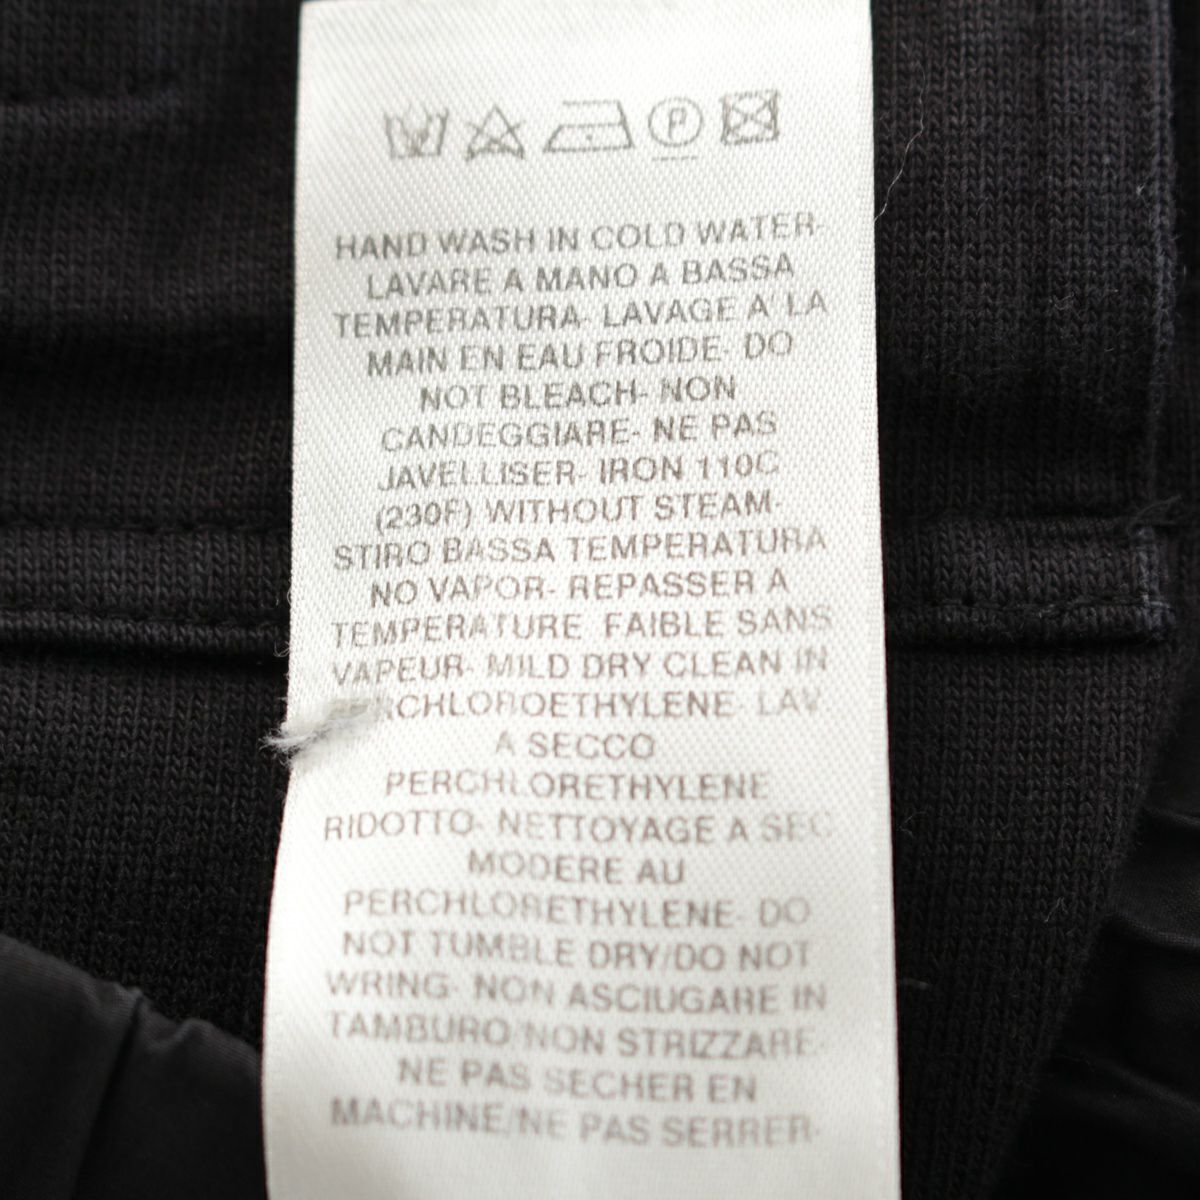 P
HAND WASH IN COLD WATER-
LAVARE A MANO A BASSA
TEMPERATURA- LAVAGE A' LA
MAIN EN EAU FROIDE- DO
NOT BLEACH- NON
CANDEGGIARE- NE PAS
JAVELLISER- IRON 110C
(230F) WITHOUT STEAM-
STIRO BASSA TEMPERATURA
NO VAPOR- REPASSER A
TEMPERATURE FAIBLE SANS
VAPEUR- MILD DRY CLEAN IN
PERCHLOROETHYLENE LAV.
A SECCO
PERCHLORETHYLENE
RIDOTTO- NETTOYAGE A SEC
MODERE AU
PERCHLORETHYLENE- DO
NOT TUMBLE DRY/DO NOT
WRING- NON ASCIUGARE IN
TAMBURO/NON STRIZZARE-
NE PAS SECHER EN
MACHINE/NE PAS SERRER-